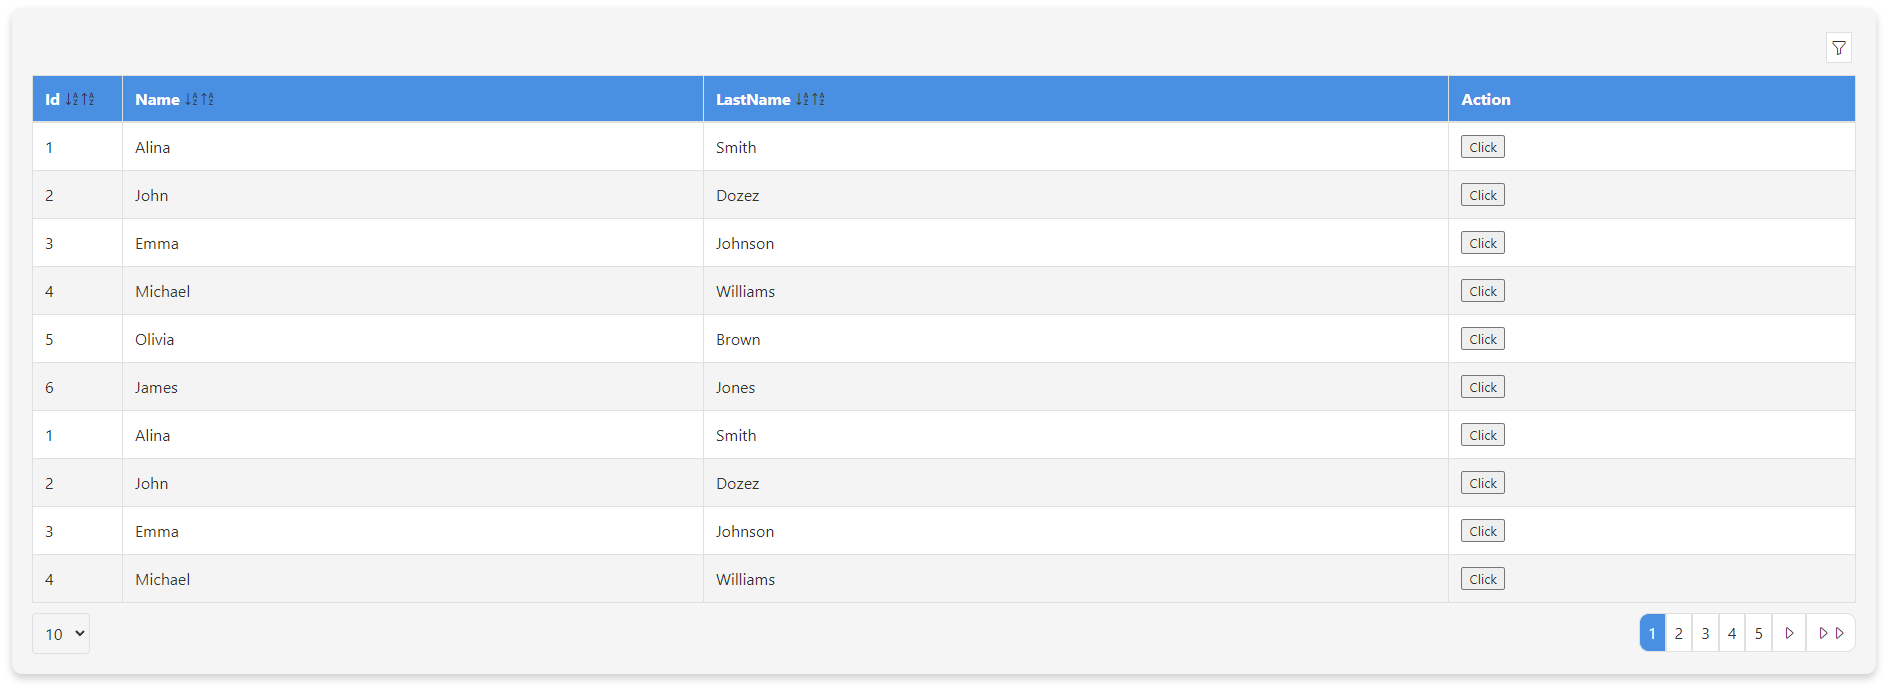 Id Name LastName Action
1 Alina Smith Click
2 John Dozez Click
3 Emma Johnson Click
4 Michael Williams Click
5 Olivia Brown Click
6 James Jones Click
1 Alina Smith Click
2 John Dozez Click
3 Emma Johnson Click
4 Michael Williams Click
10 1 2 3 4 5